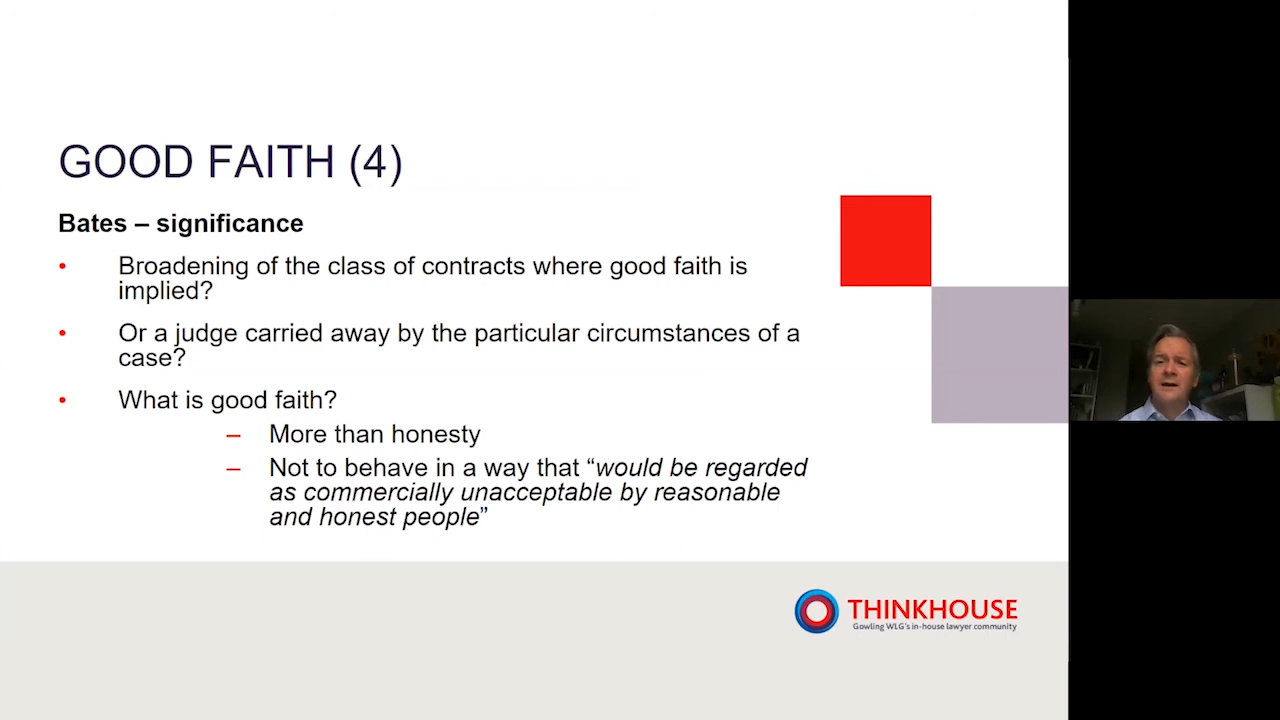 GOOD FAITH (4)
Bates – significance
• Broadening of the class of contracts where good faith is
implied?
• Or a judge carried away by the particular circumstances of a
case?
• What is good faith?
– More than honesty
– Not to behave in a way that “would be regarded
as commercially unacceptable by reasonable
and honest people”
THINKHOUSE
Gowling WLG's in-house lawyer community